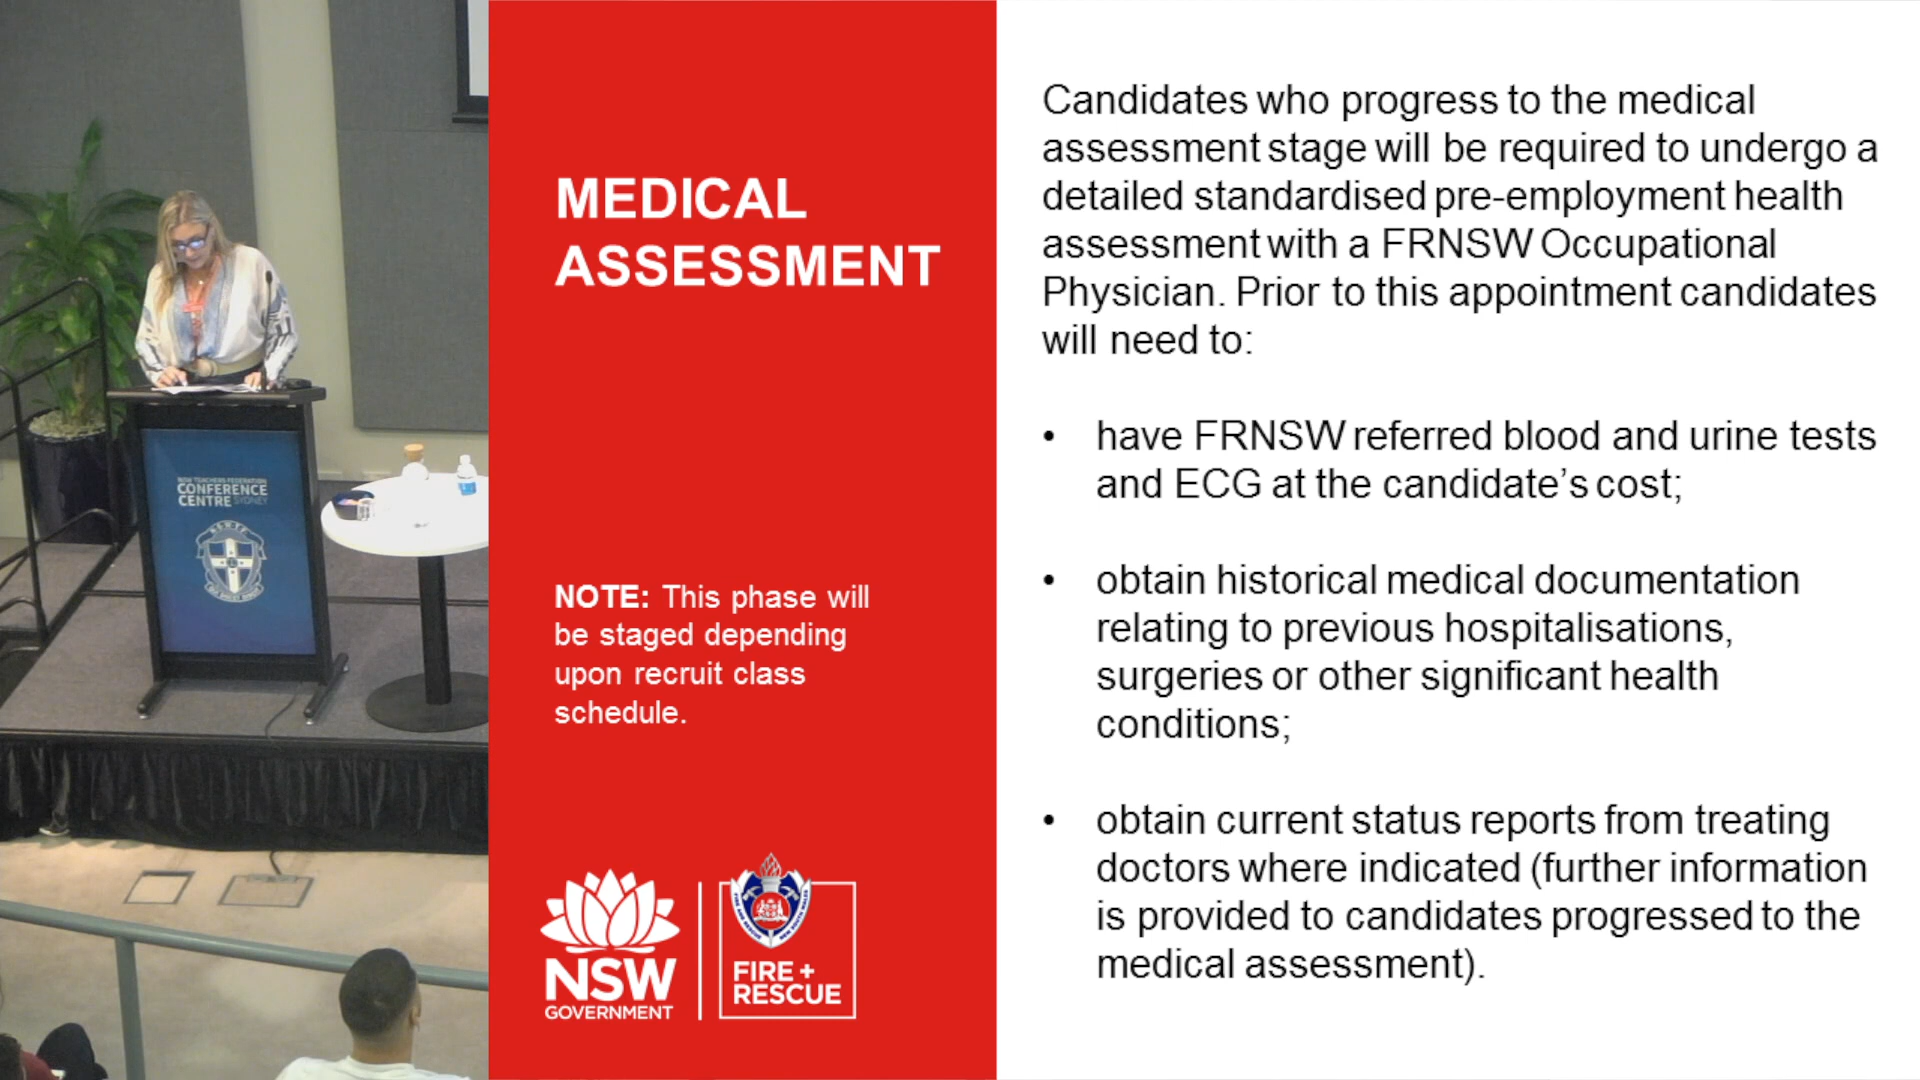 NSW TEACHERS FEDERATION
CONFERENCE
CENTRE SYDNEY
MEDICAL
ASSESSMENT
NOTE: This phase will
be staged depending
upon recruit class
schedule.
NSW
GOVERNMENT
FIRE +
RESCUE
Candidates who progress to the medical
assessment stage will be required to undergo a
detailed standardised pre-employment health
assessment with a FRNSW Occupational
Physician. Prior to this appointment candidates
will need to:
• have FRNSW referred blood and urine tests
and ECG at the candidate’s cost;
• obtain historical medical documentation
relating to previous hospitalisations,
surgeries or other significant health
conditions;
• obtain current status reports from treating
doctors where indicated (further information
is provided to candidates progressed to the
medical assessment).